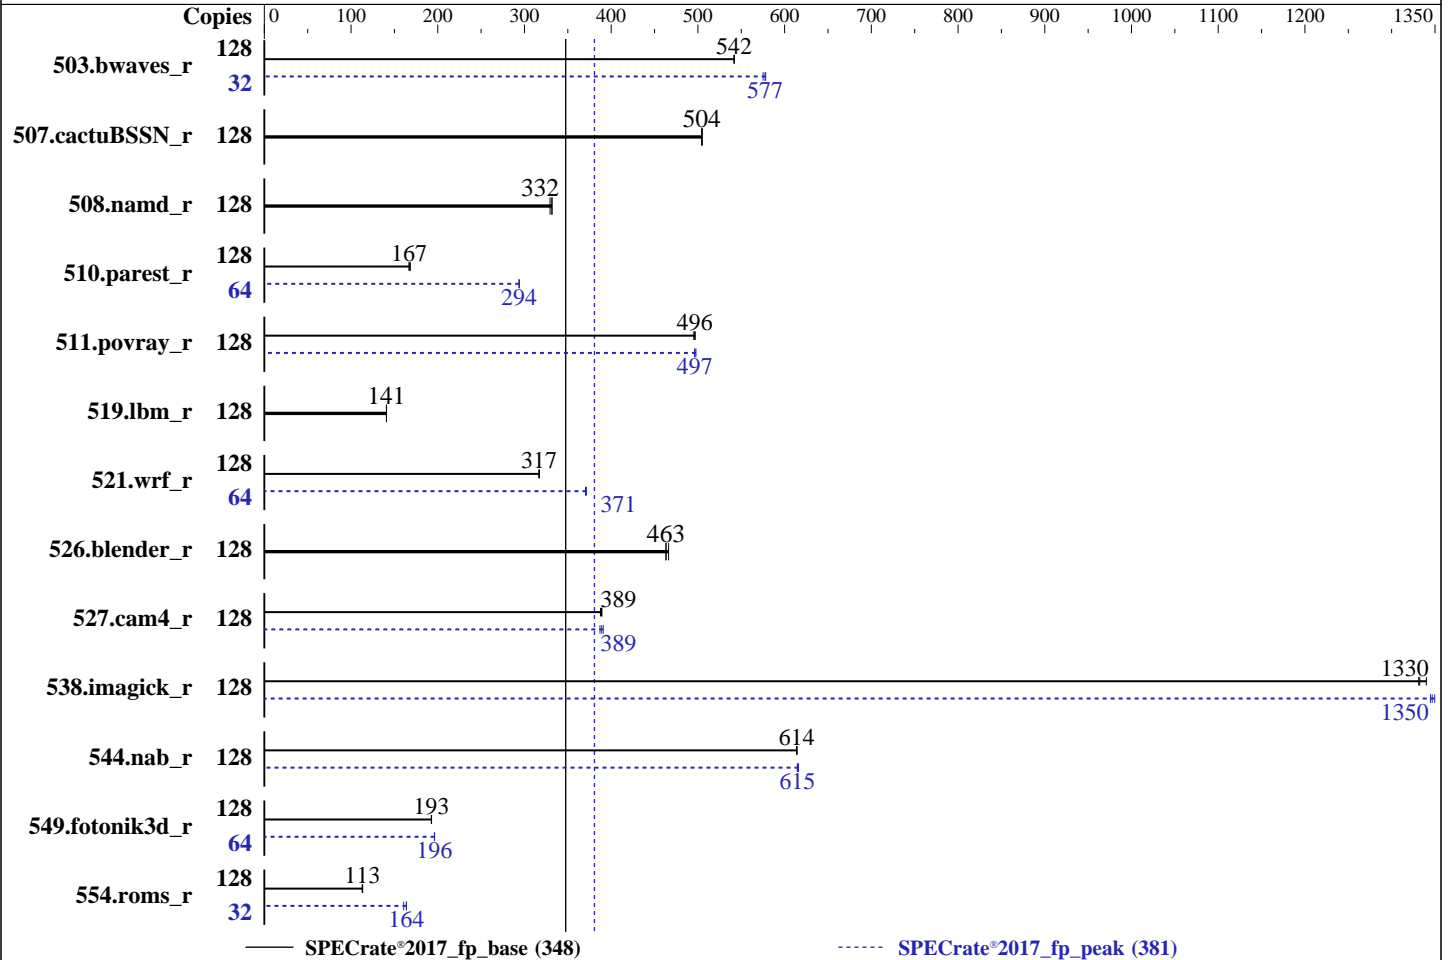 Copies 0 100 200 300 400 500 600 700 800 900 1000 1100 1200 1350
503.bwaves_r 128 542
32 577
507.cactuBSSN_r 128 504
508.namd_r 128 332
510.parest_r 128 167
64 294
511.povray_r 128 496
497
519.lbm_r 128 141
521.wrf_r 128 317
64 371
526.blender_r 128 463
527.cam4_r 128 389
389
538.imagick_r 128 1330
1350
544.nab_r 128 614
615
549.fotonik3d_r 128 193
64 196
554.roms_r 128 113
32 164
SPECrate®2017_fp_base (348) SPECrate®2017_fp_peak (381)